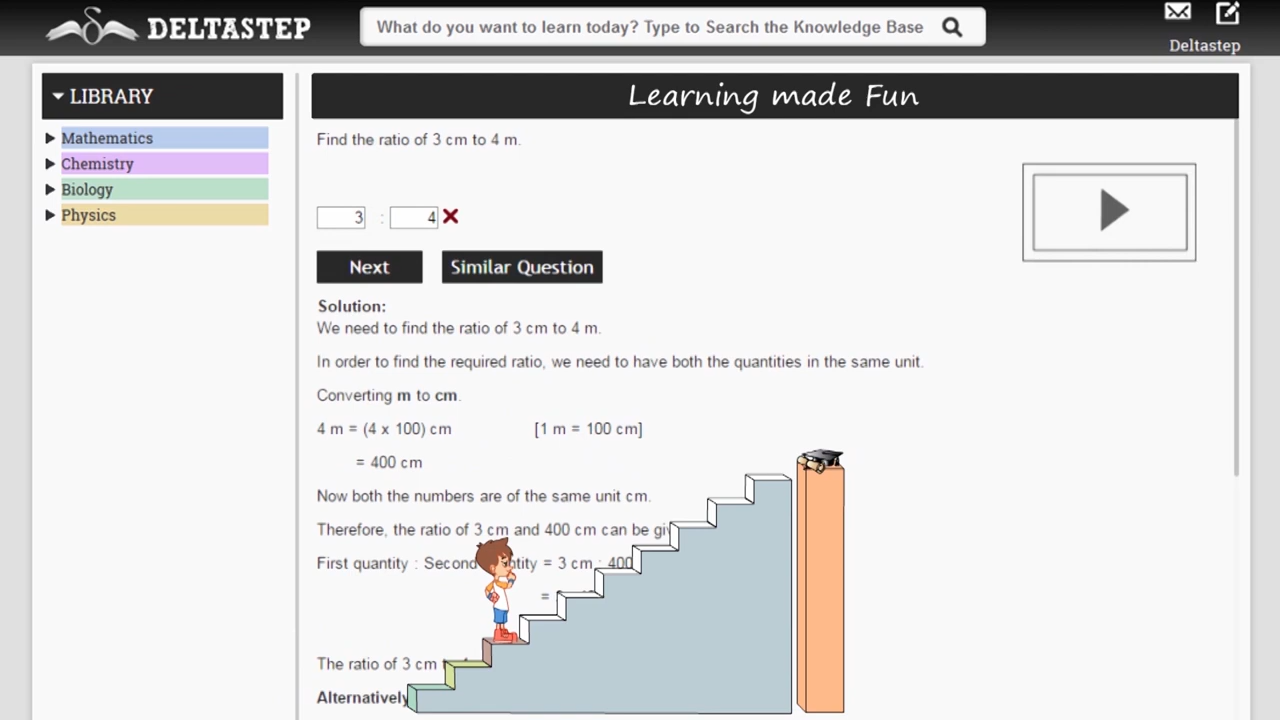 DELTASTEP
What do you want to learn today? Type to Search the Knowledge Base
Deltastep
LIBRARY
Mathematics
Chemistry
Biology
Physics
Learning made Fun
Find the ratio of 3 cm to 4 m.
3 : 4
Next
Similar Question
Solution:
We need to find the ratio of 3 cm to 4 m.
In order to find the required ratio, we need to have both the quantities in the same unit.
Converting m to cm.
4 m = (4 x 100) cm [1 m = 100 cm]
= 400 cm
Now both the numbers are of the same unit cm.
Therefore, the ratio of 3 cm and 400 cm can be
First quantity : Second = 3 cm : 400
=
The ratio of 3 cm
Alternatively